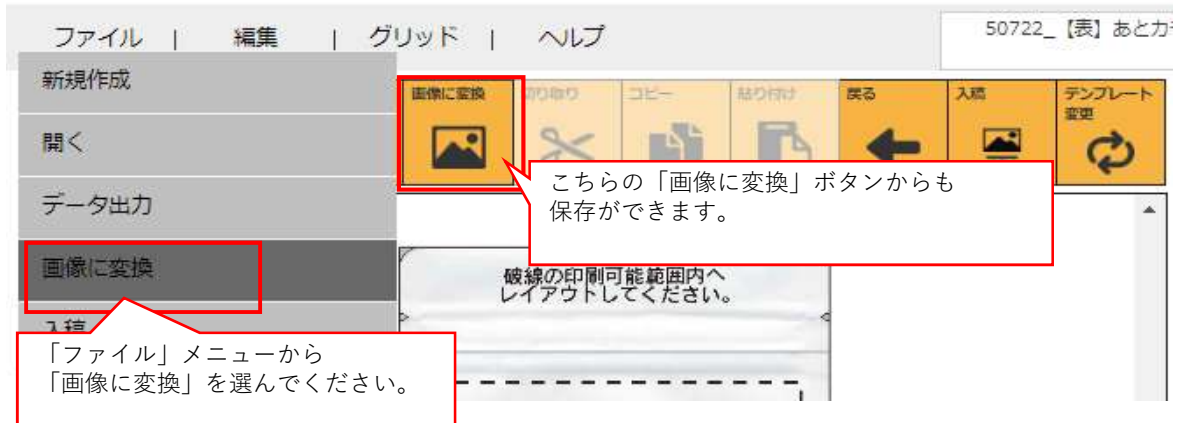 ファイル | 編集 | グリッド | ヘルプ
50722_【表】あとカ
新規作成
開く
データ出力
画像に変換
入稿
画像に変換
切り取り
コピー
貼り付け
戻る
入稿
テンプレート
変更
こちらの「画像に変換」ボタンからも
保存ができます。
破線の印刷可能範囲内へ
レイアウトしてください。
「ファイル」メニューから
「画像に変換」を選んでください。